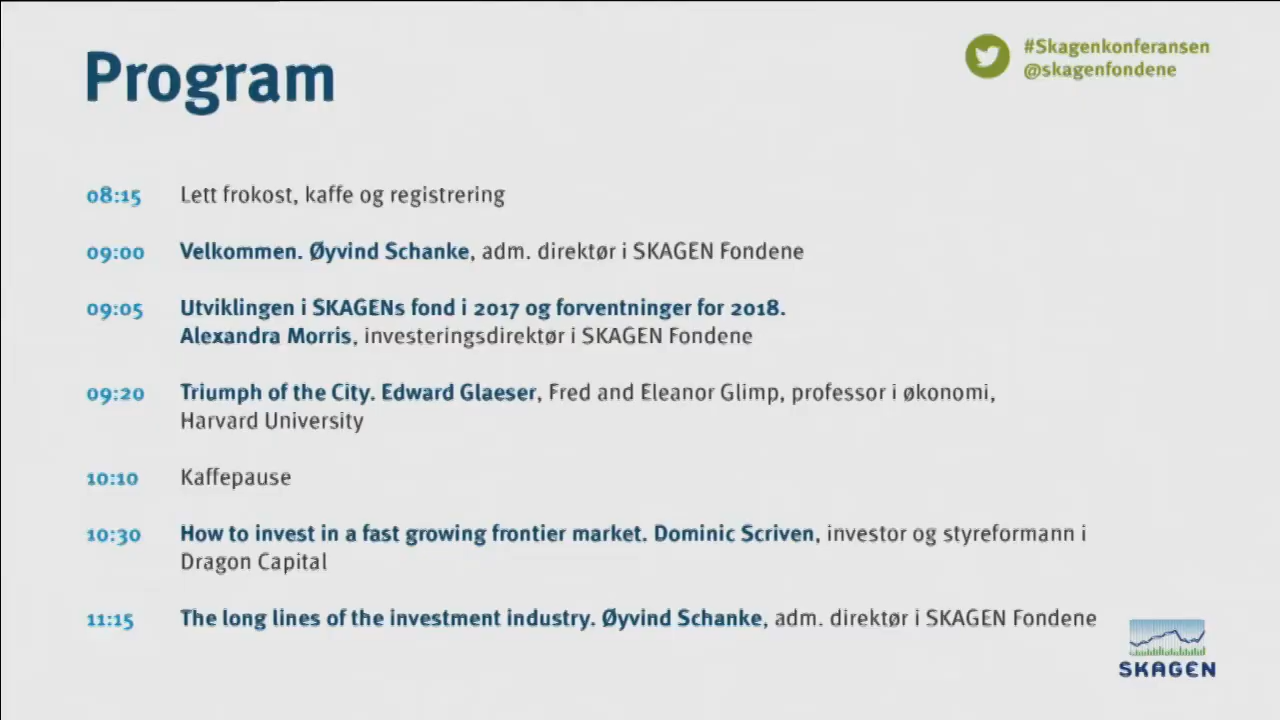 Program
#Skagenkonferansen
@skagenfondene
08:15 Lett frokost, kaffe og registrering
09:00 Velkommen. Øyvind Schanke, adm. direktør i SKAGEN Fondene
09:05 Utviklingen i SKAGENs fond i 2017 og forventninger for 2018.
Alexandra Morris, investeringsdirektør i SKAGEN Fondene
09:20 Triumph of the City. Edward Glaeser, Fred and Eleanor Glimp, professor i økonomi,
Harvard University
10:10 Kaffepause
10:30 How to invest in a fast growing frontier market. Dominic Scriven, investor og styreformann i
Dragon Capital
11:15 The long lines of the investment industry. Øyvind Schanke, adm. direktør i SKAGEN Fondene
SKAGEN